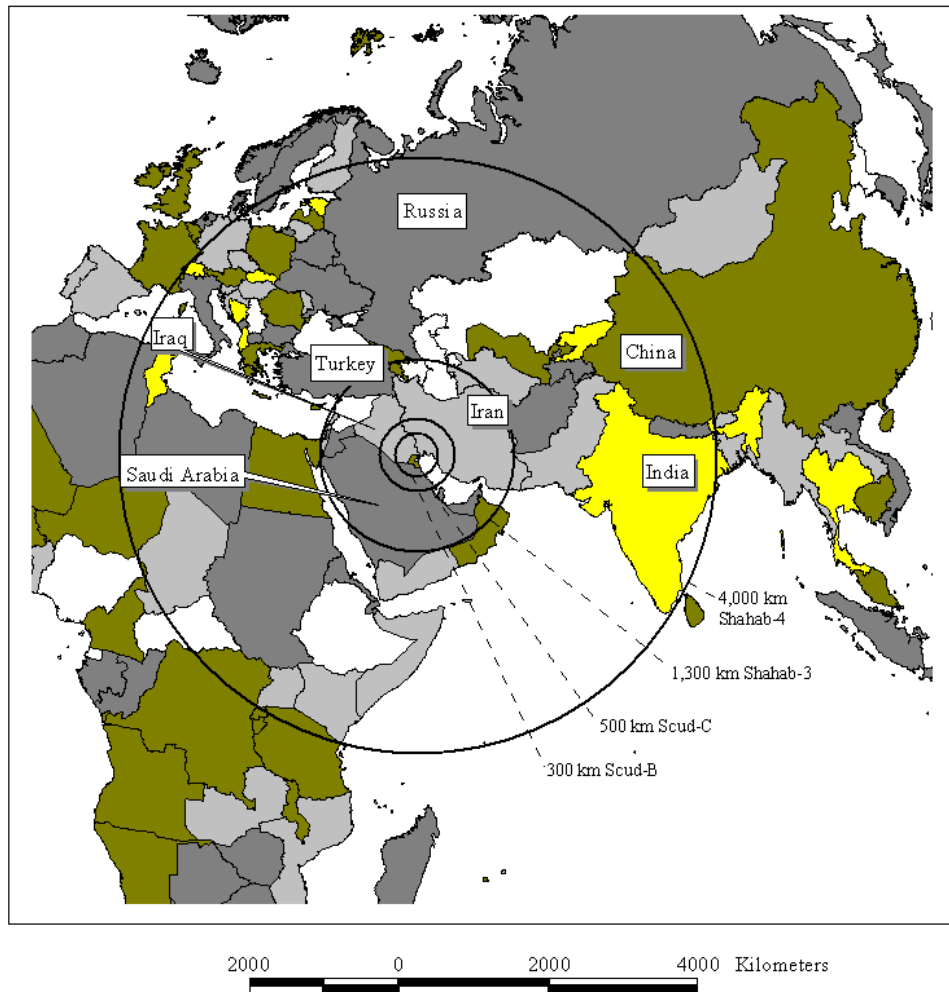 Russia
Iraq
Turkey
China
Iran
Saudi Arabia
India
4,000 km
Shahab-4
1,300 km Shahab-3
500 km Scud-C
300 km Scud-B
2000 0 2000 4000 Kilometers